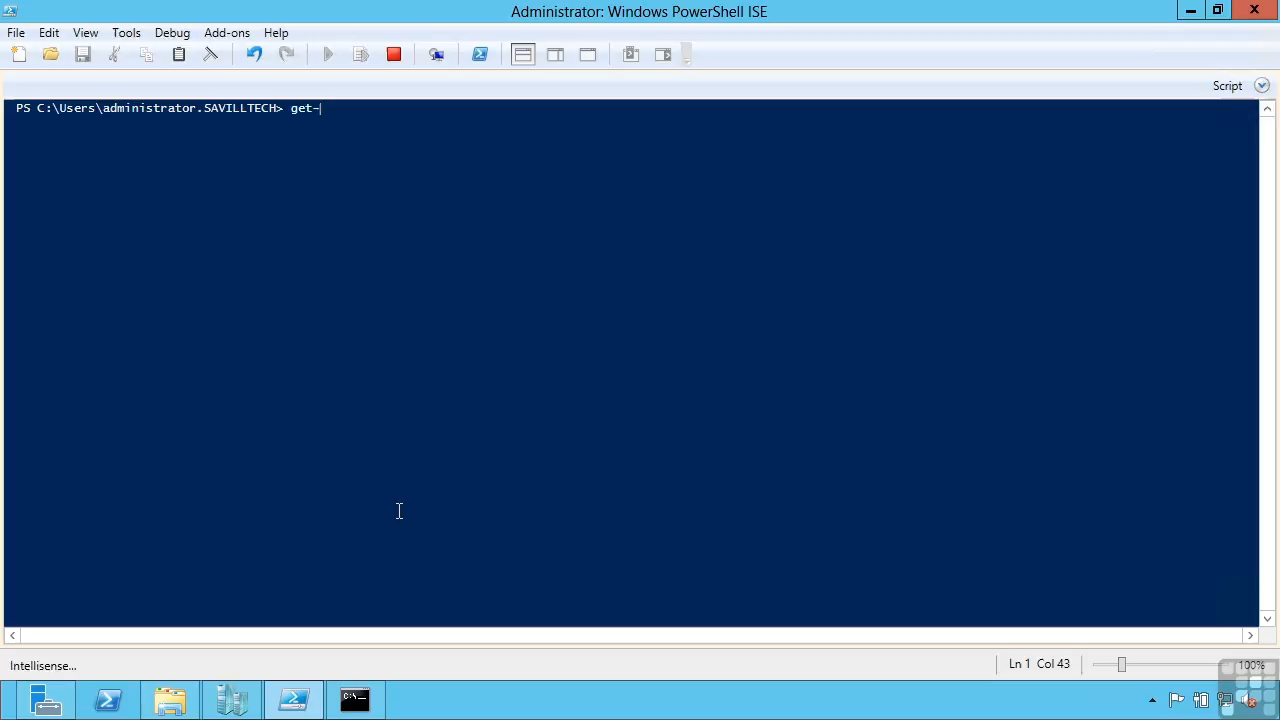 Administrator: Windows PowerShell ISE
File Edit View Tools Debug Add-ons Help
Script
PS C:\Users\administrator.SAVILLTECH> get-
Intellisense...
Ln 1 Col 43
100%
C:\